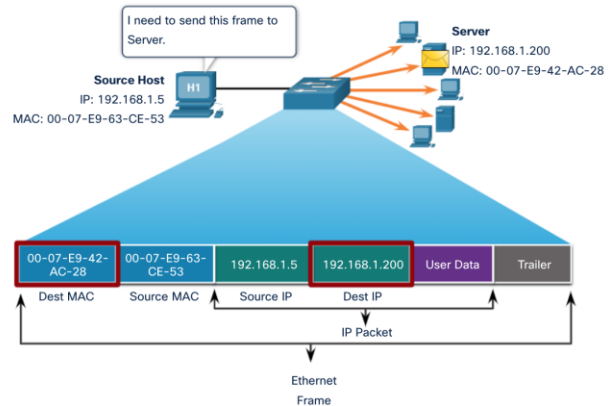 I need to send this frame to
Server.
Server
IP: 192.168.1.200
MAC: 00-07-E9-42-AC-28
Source Host
IP: 192.168.1.5
MAC: 00-07-E9-63-CE-53
H1
00-07-E9-42-
AC-28
00-07-E9-63-
CE-53
192.168.1.5
192.168.1.200
User Data
Trailer
Dest MAC
Source MAC
Source IP
Dest IP
IP Packet
Ethernet
Frame